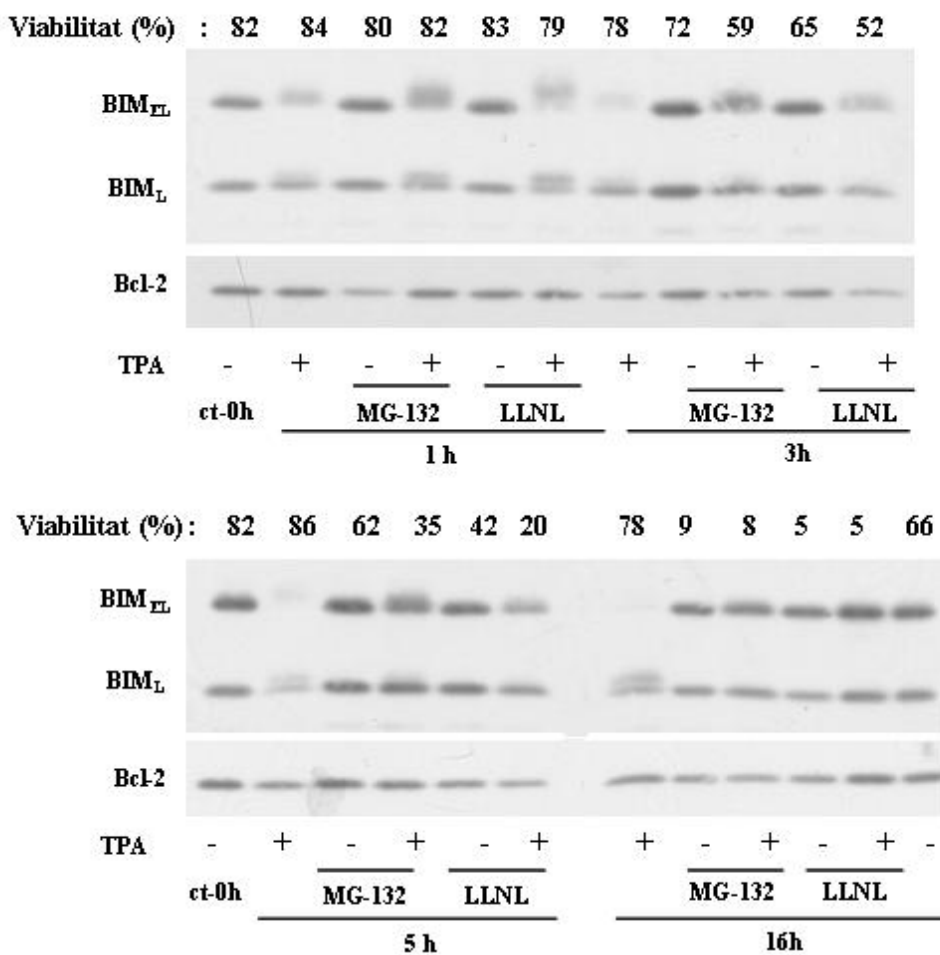 Viabilitat (%) : 82 84 80 82 83 79 78 72 59 65 52
BIM EL
BIM L
Bcl-2
TPA - + - + - + + - + - +
ct-0h MG-132 LLNL MG-132 LLNL
1 h 3h
Viabilitat (%) : 82 86 62 35 42 20 78 9 8 5 5 66
BIM EL
BIM L
Bcl-2
TPA - + - + - + + - + - + -
ct-0h MG-132 LLNL MG-132 LLNL
5 h 16h